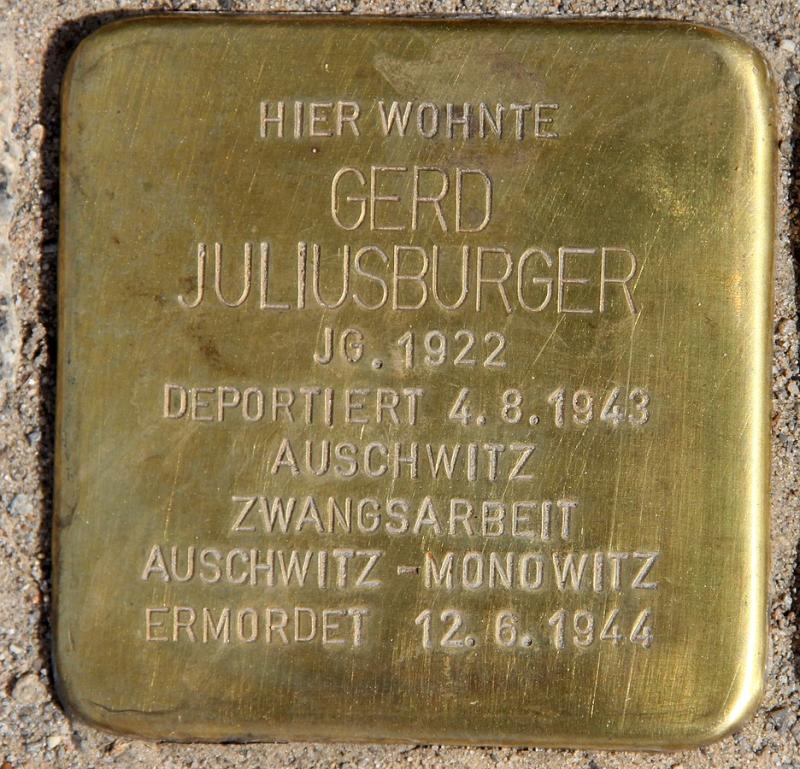 HIER WOHNTE
GERD
JULIUSBURGER
JG. 1922
DEPORTIERT 4.8.1943
AUSCHWITZ
ZWANGSARBEIT
AUSCHWITZ-MONOWITZ
ERMORDET 12.6.1944